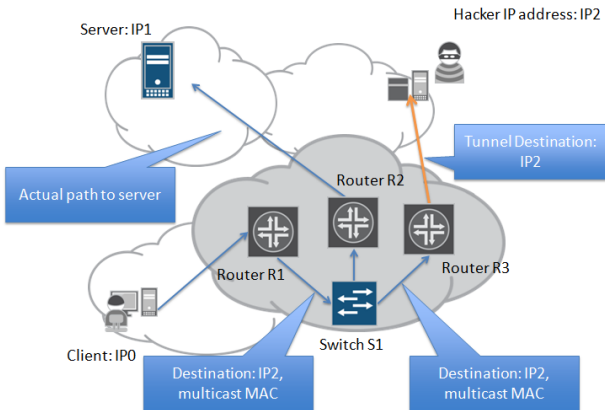 Hacker IP address: IP2
Server: IP1
Tunnel Destination:
IP2
Actual path to server
Router R2
Router R1
Router R3
Switch S1
Client: IP0
Destination: IP2,
multicast MAC
Destination: IP2,
multicast MAC